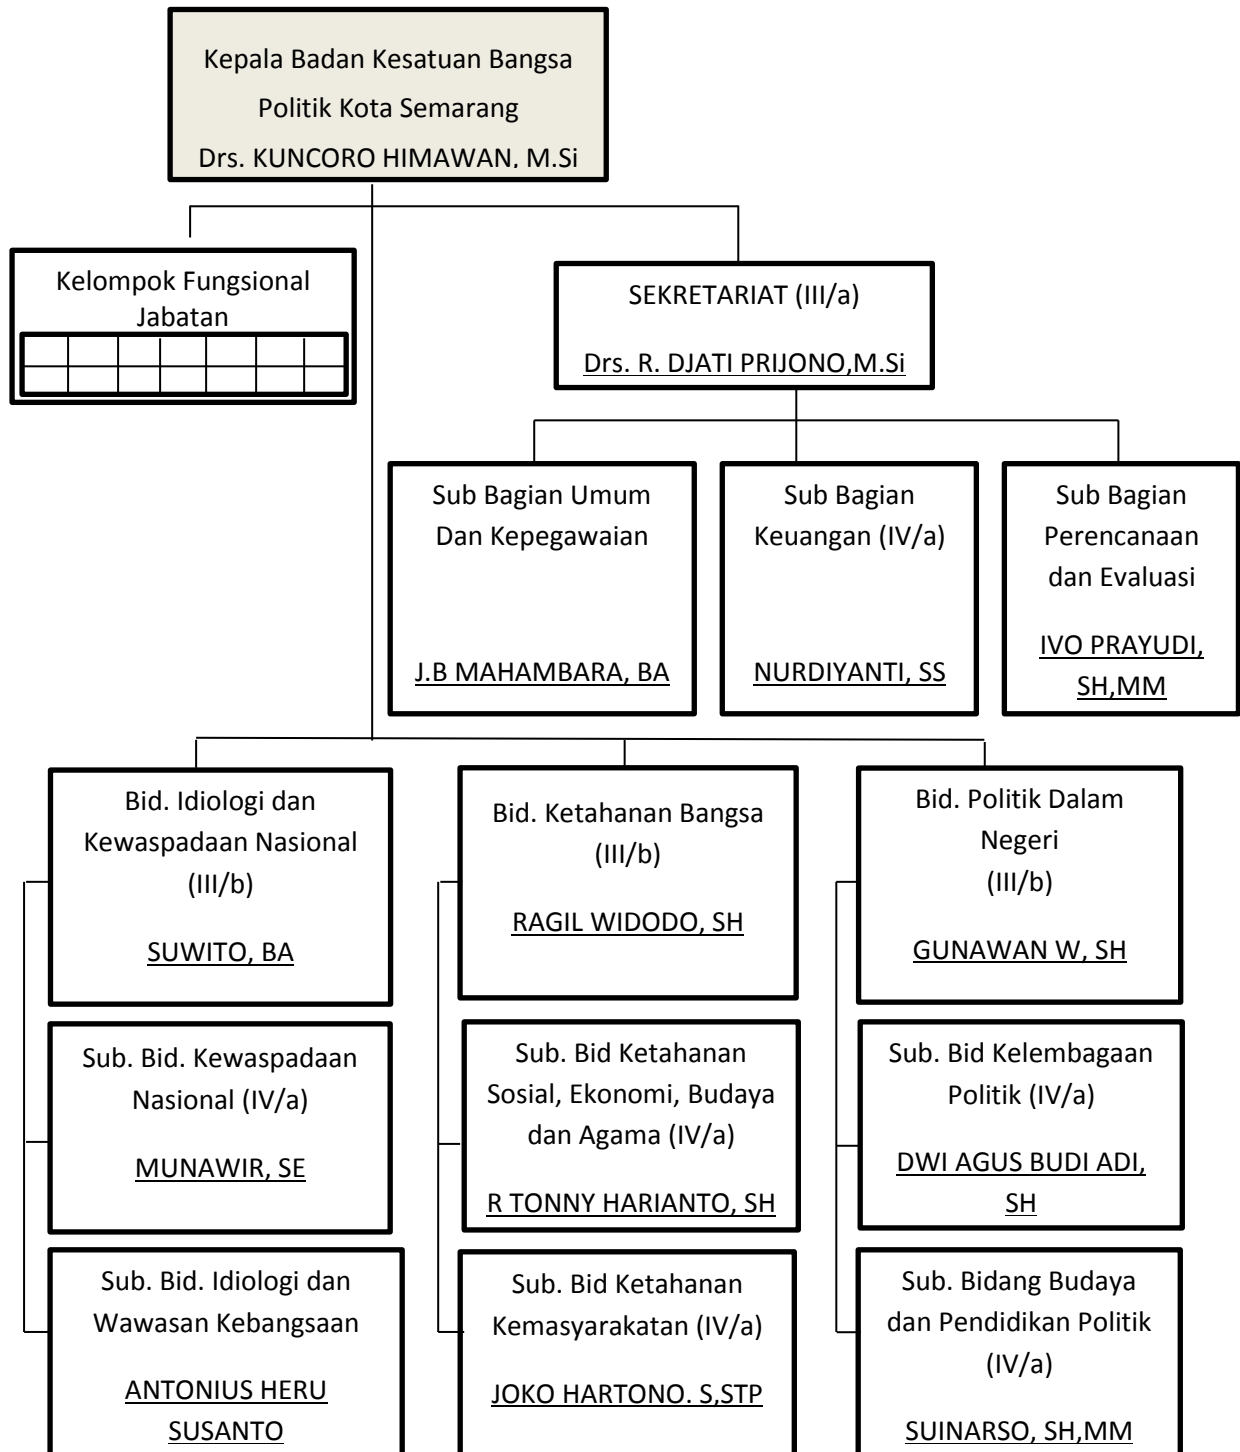 Kepala Badan Kesatuan Bangsa
Politik Kota Semarang
Drs. KUNCORO HIMAWAN, M.Si
Kelompok Fungsional
Jabatan
SEKRETARIAT (III/a)
Drs. R. DJATI PRIJONO,M.Si
Sub Bagian Umum
Dan Kepegawaian
J.B MAHAMBARA, BA
Sub Bagian
Keuangan (IV/a)
NURDIYANTI, SS
Sub Bagian
Perencanaan
dan Evaluasi
IVO PRAYUDI,
SH,MM
Bid. Idiologi dan
Kewaspadaan Nasional
(III/b)
SUWITO, BA
Bid. Ketahanan Bangsa
(III/b)
RAGIL WIDODO, SH
Bid. Politik Dalam
Negeri
(III/b)
GUNAWAN W, SH
Sub. Bid. Kewaspadaan
Nasional (IV/a)
MUNAWIR, SE
Sub. Bid Ketahanan
Sosial, Ekonomi, Budaya
dan Agama (IV/a)
R TONNY HARIANTO, SH
Sub. Bid Kelembagaan
Politik (IV/a)
DWI AGUS BUDI ADI,
SH
Sub. Bid. Idiologi dan
Wawasan Kebangsaan
ANTONIUS HERU
SUSANTO
Sub. Bid Ketahanan
Kemasyarakatan (IV/a)
JOKO HARTONO. S,STP
Sub. Bidang Budaya
dan Pendidikan Politik
(IV/a)
SUINARSO, SH,MM